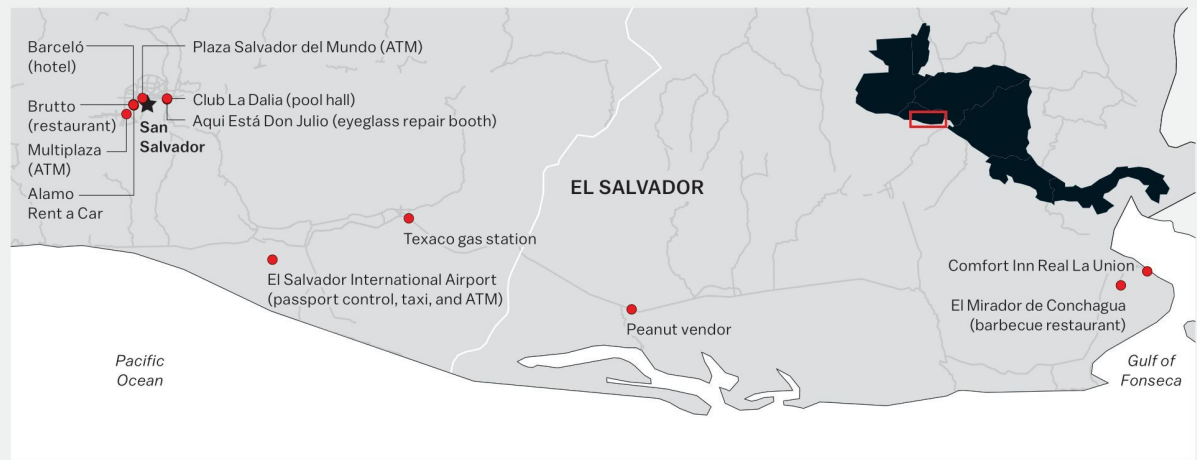 Barceló
(hotel)
Plaza Salvador del Mundo (ATM)
Brutto
(restaurant)
Club La Dalia (pool hall)
Aqui Está Don Julio (eyeglass repair booth)
San
Salvador
Multiplaza
(ATM)
Alamo
Rent a Car
EL SALVADOR
Texaco gas station
El Salvador International Airport
(passport control, taxi, and ATM)
Peanut vendor
Comfort Inn Real La Union
El Mirador de Conchagua
(barbecue restaurant)
Pacific
Ocean
Gulf of
Fonseca